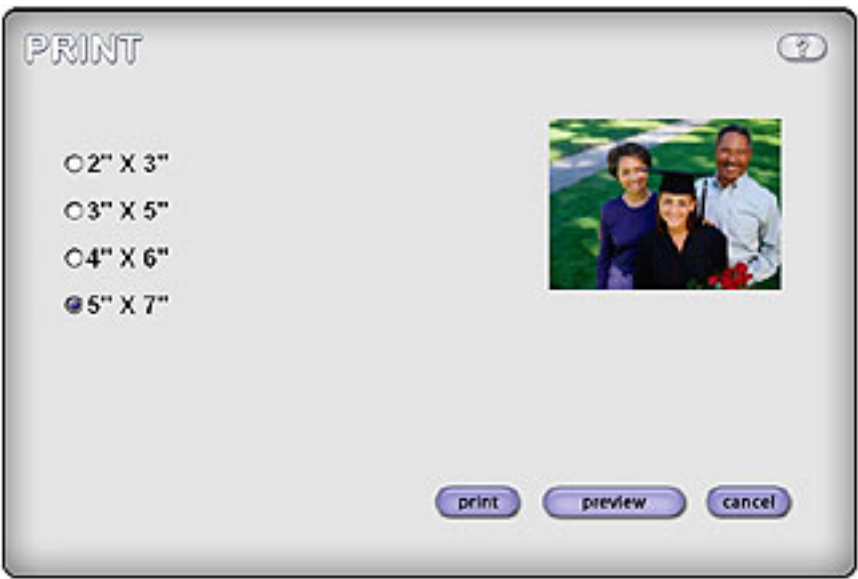 PRINT
?
2" X 3"
3" X 5"
4" X 6"
5" X 7"
print preview cancel